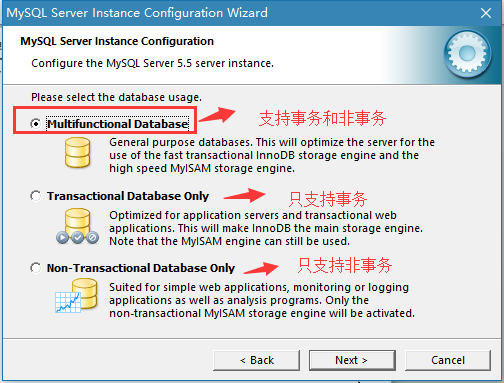 MySQL Server Instance Configuration Wizard
MySQL Server Instance Configuration
Configure the MySQL Server 5.5 server instance.
Please select the database usage.
Multifunctional Database
支持事务和非事务
General purpose databases. This will optimize the server for the
use of the fast transactional InnoDB storage engine and the
high speed MyISAM storage engine.
Transactional Database Only
只支持事务
Optimized for application servers and transactional web
applications. This will make InnoDB the main storage engine.
Note that the MyISAM engine can still be used.
Non-Transactional Database Only
只支持非事务
Suited for simple web applications, monitoring or logging
applications as well as analysis programs. Only the
non-transactional MyISAM storage engine will be activated.
< Back
Next >
Cancel